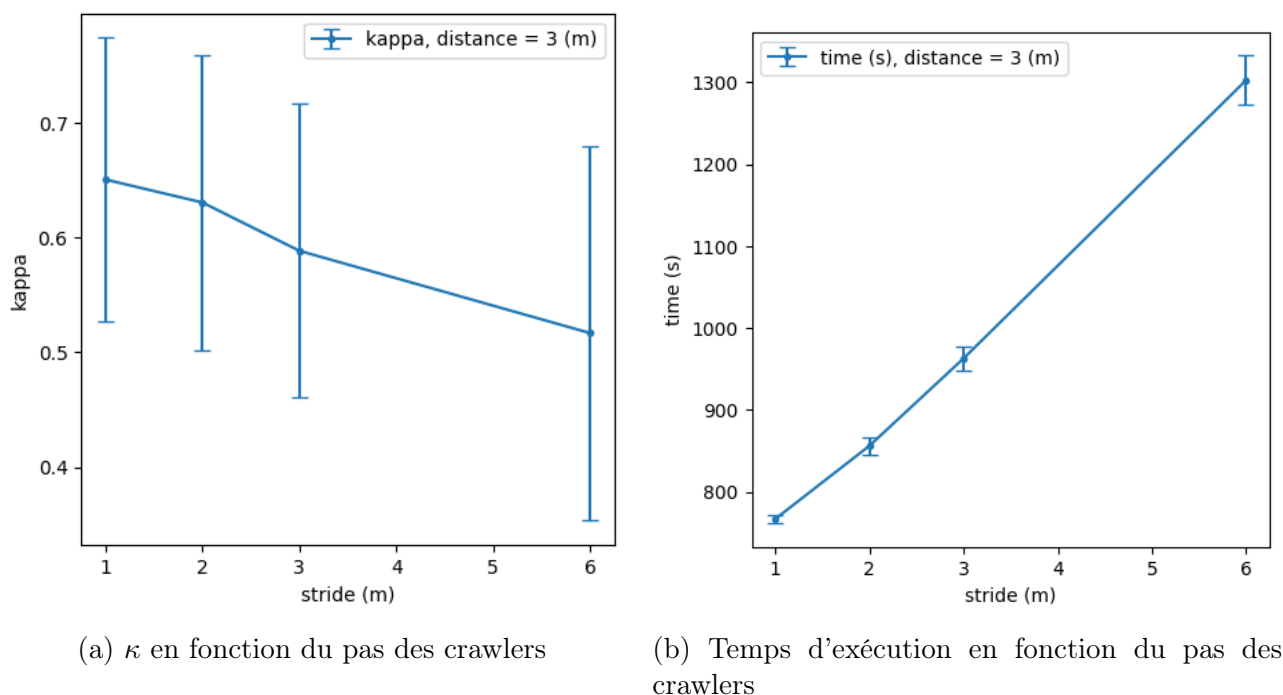 kappa, distance = 3 (m)
0.7
0.6
0.5
0.4
kappa
1 2 3 4 5 6
stride (m)
(a) κ en fonction du pas des crawlers
time (s), distance = 3 (m)
1300
1200
1100
1000
900
800
time (s)
1 2 3 4 5 6
stride (m)
(b) Temps d'exécution en fonction du pas des
crawlers